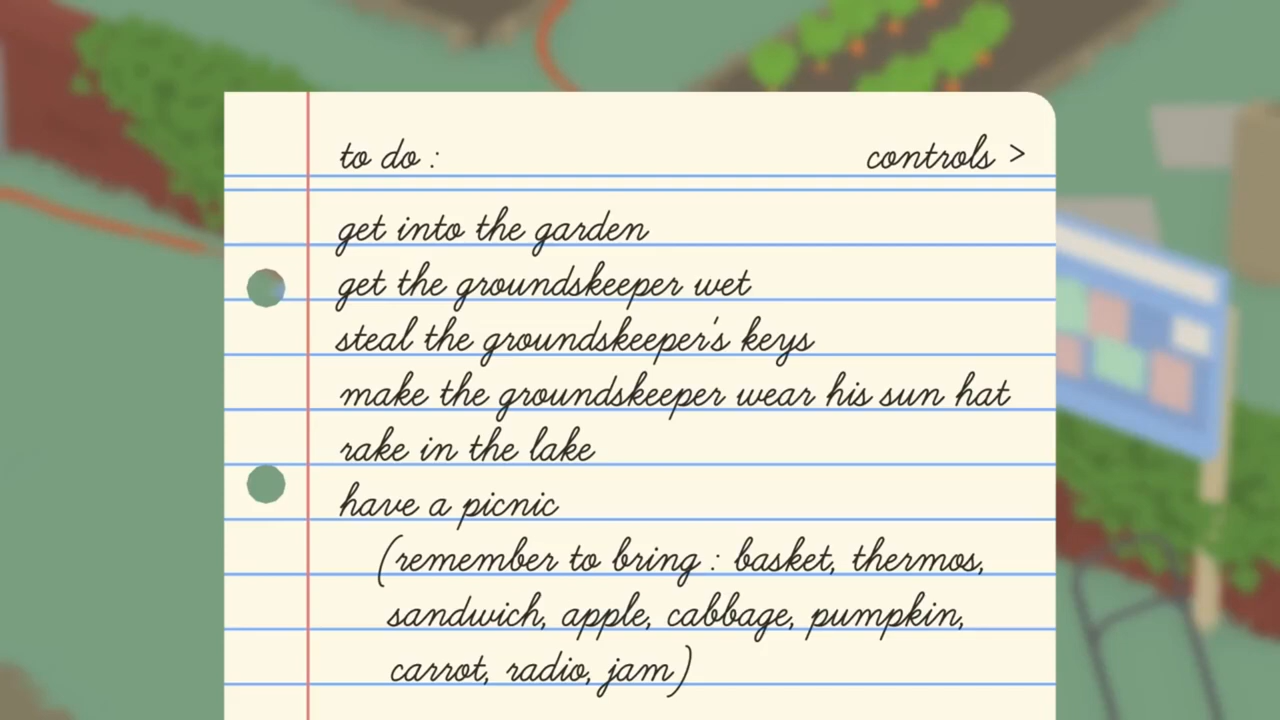 to do : controls >
get into the garden
get the groundskeeper wet
steal the groundskeeper's keys
make the groundskeeper wear his sun hat
rake in the lake
have a picnic
(remember to bring : basket, thermos,
sandwich, apple, cabbage, pumpkin,
carrot, radio, jam)